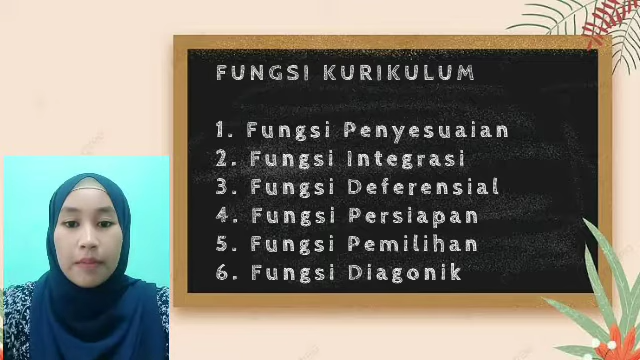 FUNGSI KURIKULUM
1. Fungsi Penyesuaian
2. Fungsi Integrasi
3. Fungsi Deferensial
4. Fungsi Persiapan
5. Fungsi Pemilihan
6. Fungsi Diagonik